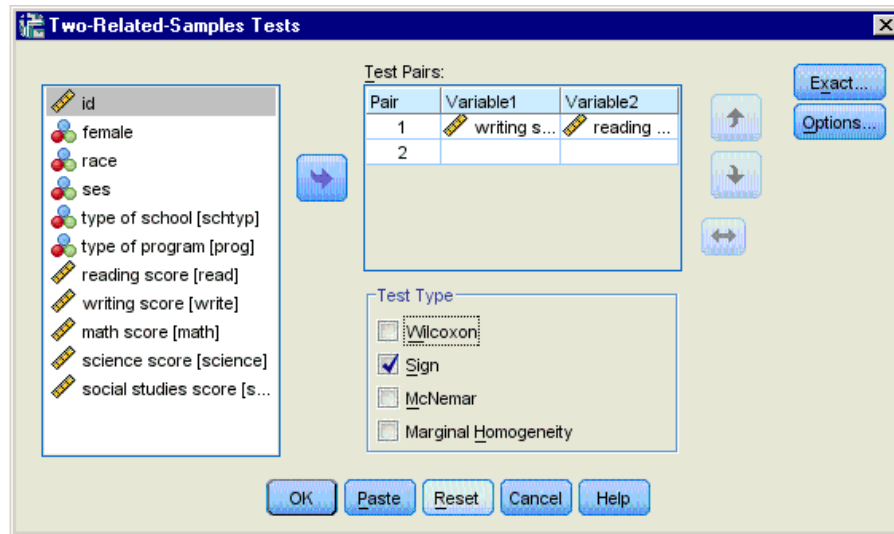 Two-Related-Samples Tests
id
female
race
ses
type of school [schtyp]
type of program [prog]
reading score [read]
writing score [write]
math score [math]
science score [science]
social studies score [s...
Test Pairs:
Pair Variable1 Variable2
1 writing s... reading ...
2
Test Type
Wilcoxon
Sign
McNemar
Marginal Homogeneity
Exact...
Options...
OK Paste Reset Cancel Help